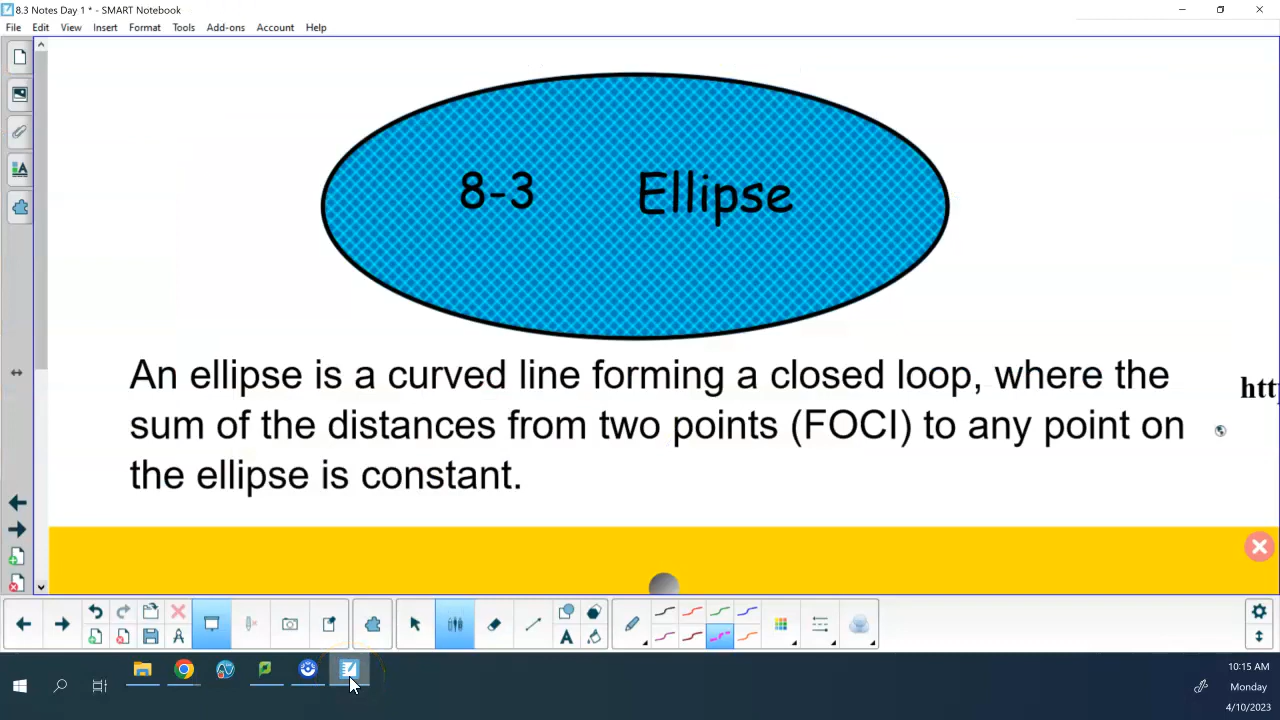 8.3 Notes Day 1 * - SMART Notebook
File Edit View Insert Format Tools Add-ons Account Help
8-3 Ellipse
An ellipse is a curved line forming a closed loop, where the
sum of the distances from two points (FOCI) to any point on
the ellipse is constant.
10:15 AM
Monday
4/10/2023